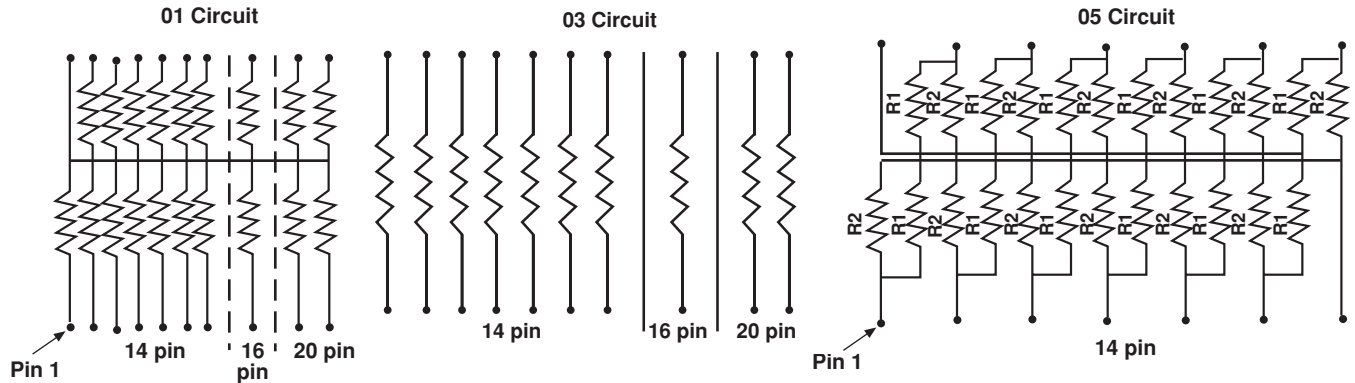 01 Circuit
03 Circuit
05 Circuit
R1 R2 R1 R2 R1 R2 R1 R2 R1 R2 R1 R2
R2 R1 R2 R1 R2 R1 R2 R1 R2 R1 R2 R1
Pin 1
14 pin
16
pin
20 pin
14 pin
16 pin
20 pin
Pin 1
14 pin